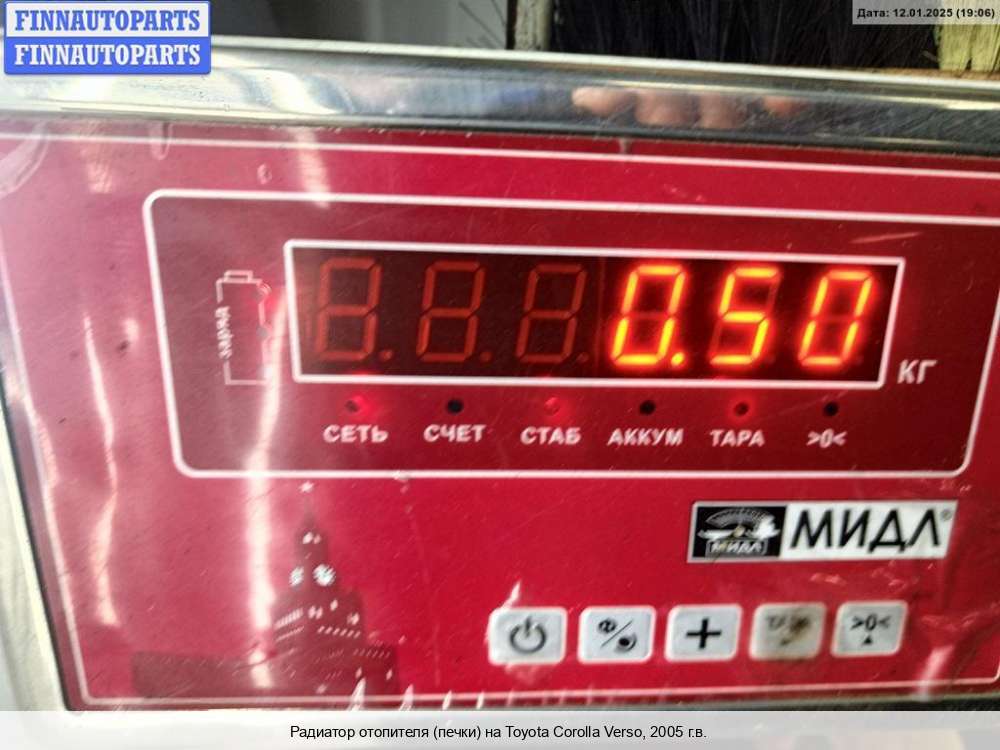 FINNAUTOPARTS
FINNAUTOPARTS
Дата: 12.01.2025 (19:06)
заряд
0.50
КГ
СЕТЬ СЧЕТ СТАБ АККУМ ТАРА >0<
МИДЛ МИДЛ®
+ >0<
Радиатор отопителя (печки) на Toyota Corolla Verso, 2005 г.в.